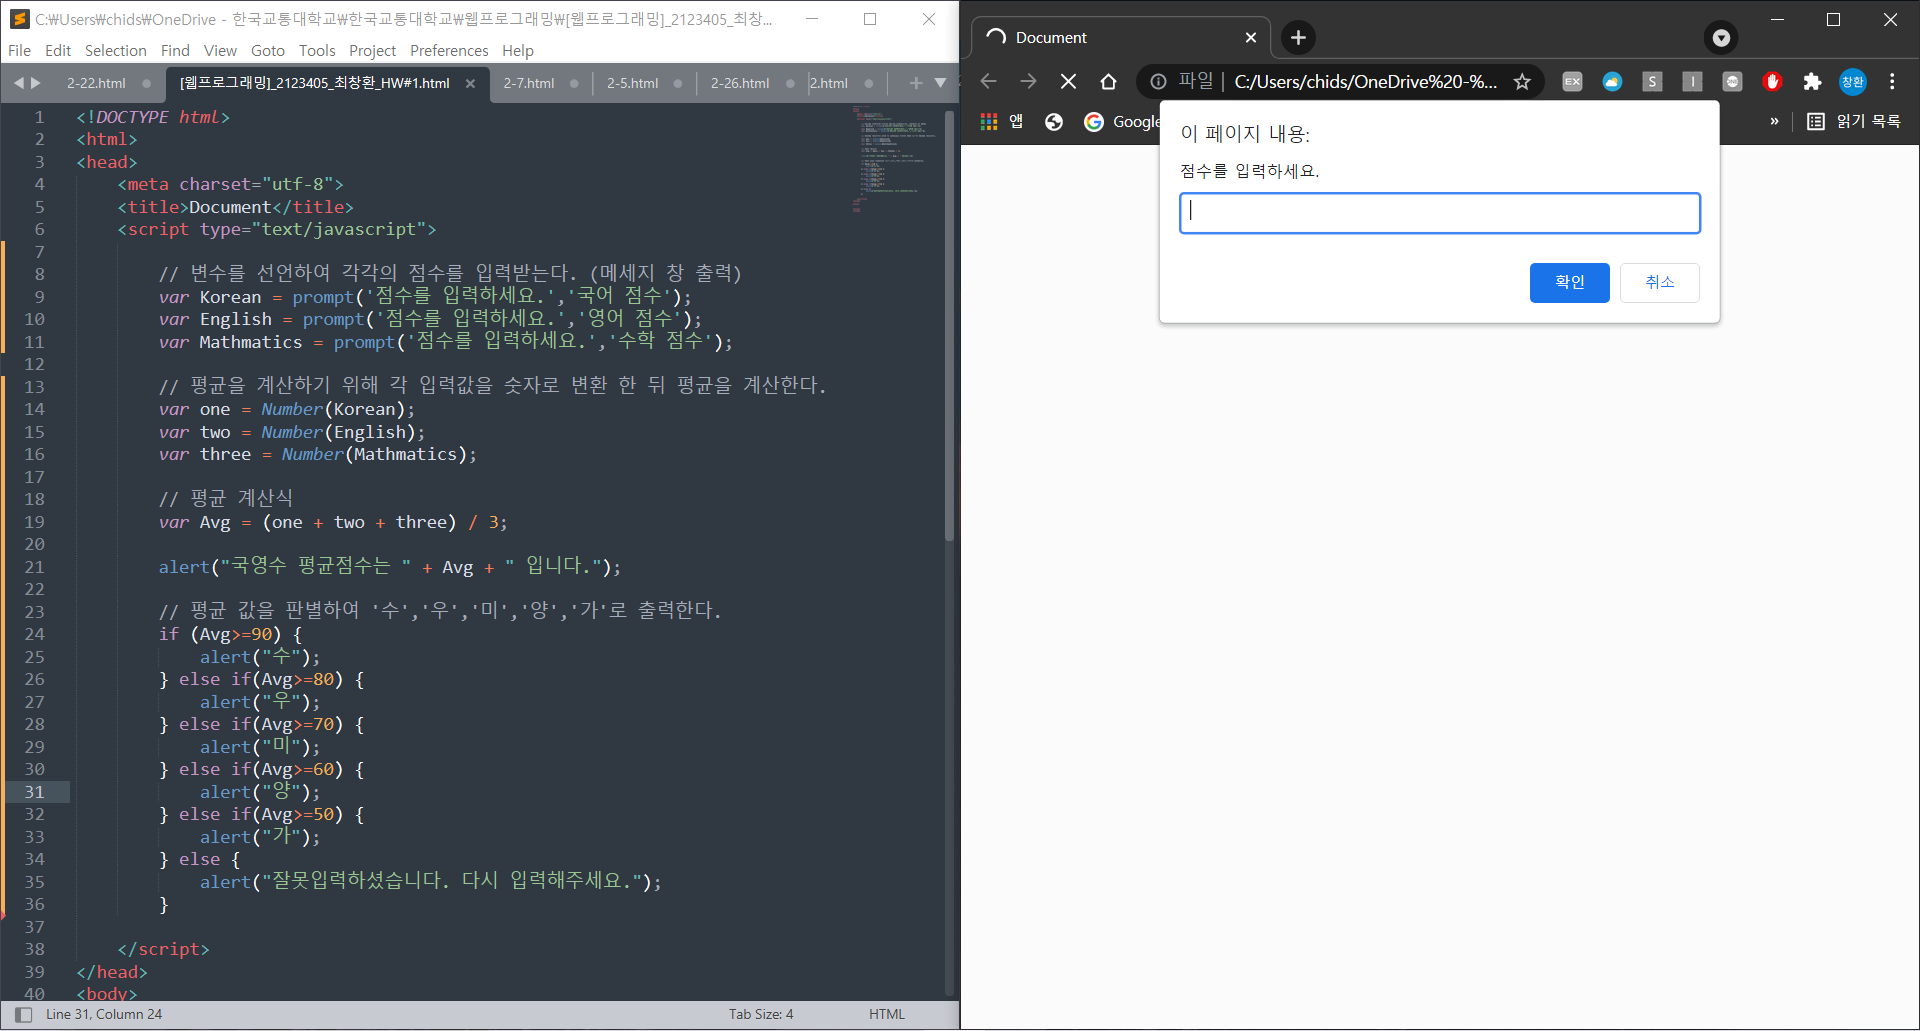 C:₩Users₩chids₩OneDrive - 한국교통대학교₩한국교통대학교₩웹프로그래밍₩[웹프로그래밍]_2123405_최창환...
File Edit Selection Find View Goto Tools Project Preferences Help
2-22.html [웹프로그래밍]_2123405_최창환_HW#1.html 2-7.html 2-5.html 2-26.html 2.html
1 <!DOCTYPE html>
2 <html>
3 <head>
4 <meta charset="utf-8">
5 <title>Document</title>
6 <script type="text/javascript">
7
8 // 변수를 선언하여 각각의 점수를 입력받는다. (메세지 창 출력)
9 var Korean = prompt('점수를 입력하세요.','국어 점수');
10 var English = prompt('점수를 입력하세요.','영어 점수');
11 var Mathmatics = prompt('점수를 입력하세요.','수학 점수');
12
13 // 평균을 계산하기 위해 각 입력값을 숫자로 변환 한 뒤 평균을 계산한다.
14 var one = Number(Korean);
15 var two = Number(English);
16 var three = Number(Mathmatics);
17
18 // 평균 계산식
19 var Avg = (one + two + three) / 3;
20
21 alert("국영수 평균점수는 " + Avg + " 입니다.");
22
23 // 평균 값을 판별하여 '수','우','미','양','가'로 출력한다.
24 if (Avg>=90) {
25 alert("수");
26 } else if(Avg>=80) {
27 alert("우");
28 } else if(Avg>=70) {
29 alert("미");
30 } else if(Avg>=60) {
31 alert("양");
32 } else if(Avg>=50) {
33 alert("가");
34 } else {
35 alert("잘못입력하셨습니다. 다시 입력해주세요.");
36 }
37
38 </script>
39 </head>
40 <body>
Line 31, Column 24 Tab Size: 4 HTML
Document
파일 | C:/Users/chids/OneDrive%20-%... EX S I 창환
앱 Google » 읽기 목록
이 페이지 내용:
점수를 입력하세요.
확인 취소